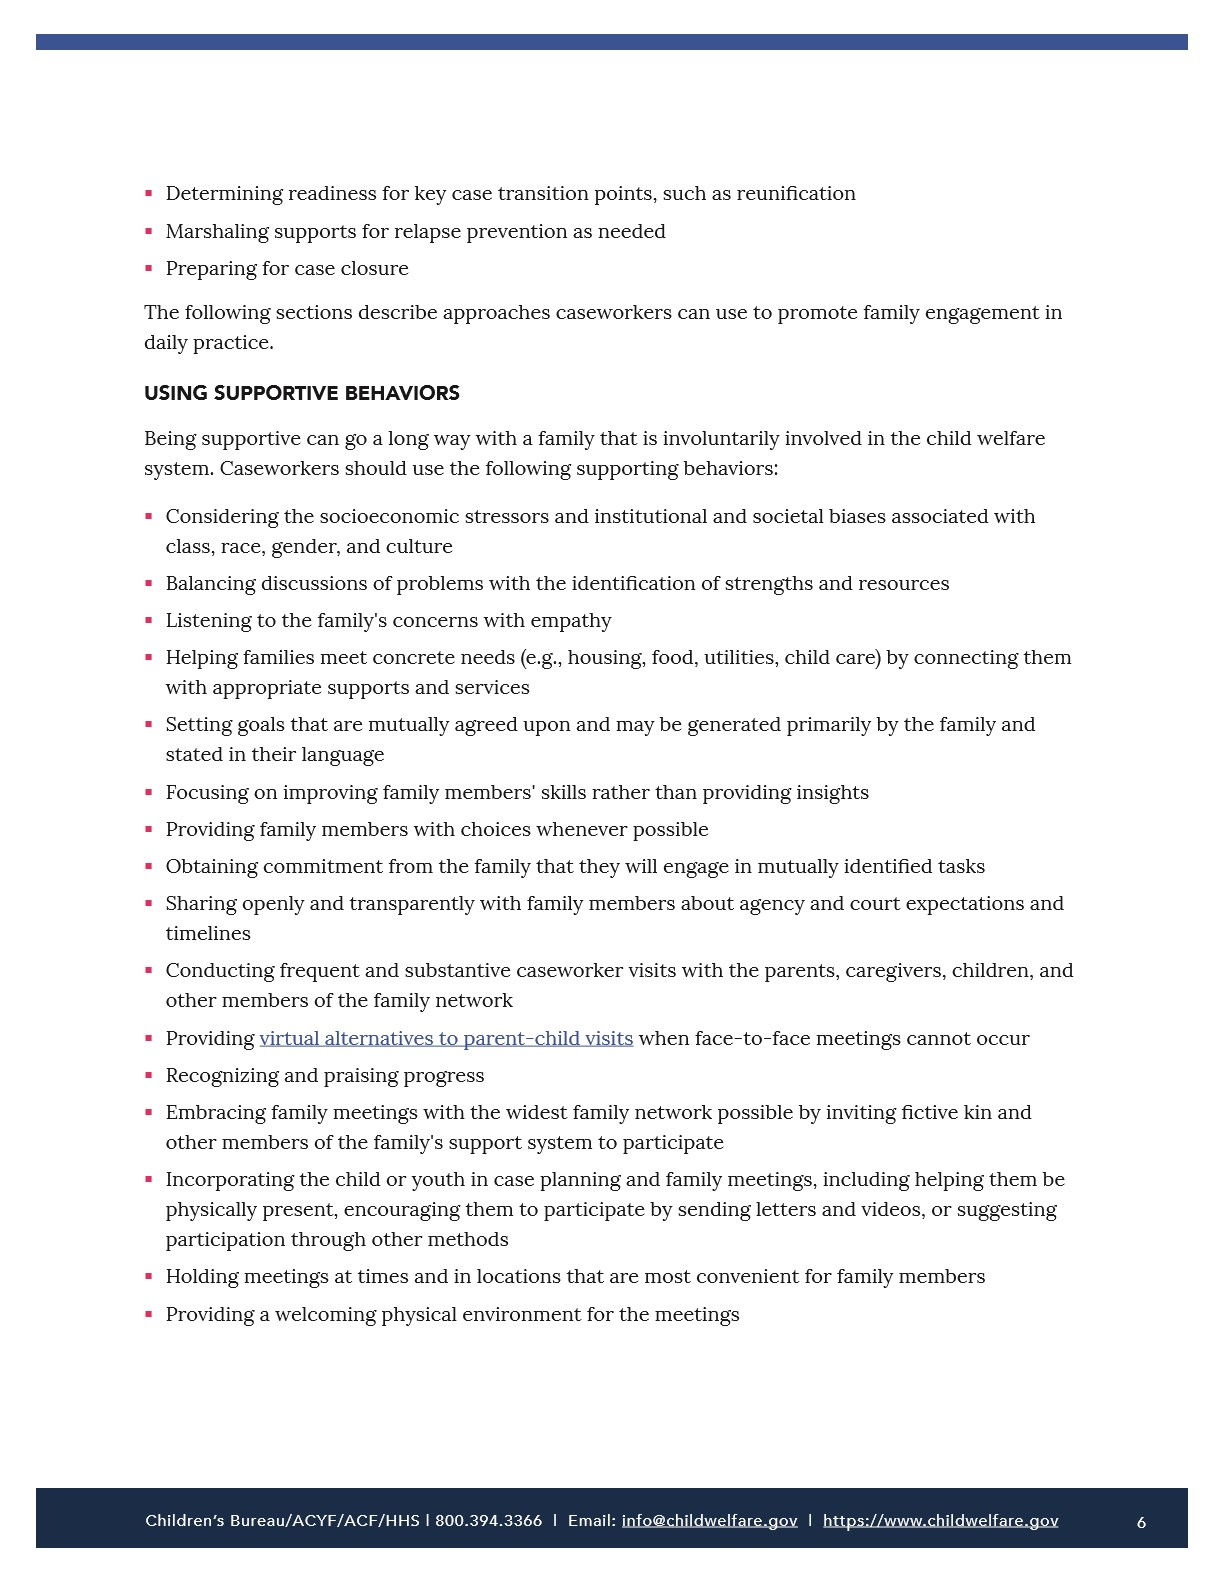 ▪ Determining readiness for key case transition points, such as reunification
▪ Marshaling supports for relapse prevention as needed
▪ Preparing for case closure
The following sections describe approaches caseworkers can use to promote family engagement in
daily practice.
USING SUPPORTIVE BEHAVIORS
Being supportive can go a long way with a family that is involuntarily involved in the child welfare
system. Caseworkers should use the following supporting behaviors:
▪ Considering the socioeconomic stressors and institutional and societal biases associated with
class, race, gender, and culture
▪ Balancing discussions of problems with the identification of strengths and resources
▪ Listening to the family's concerns with empathy
▪ Helping families meet concrete needs (e.g., housing, food, utilities, child care) by connecting them
with appropriate supports and services
▪ Setting goals that are mutually agreed upon and may be generated primarily by the family and
stated in their language
▪ Focusing on improving family members' skills rather than providing insights
▪ Providing family members with choices whenever possible
▪ Obtaining commitment from the family that they will engage in mutually identified tasks
▪ Sharing openly and transparently with family members about agency and court expectations and
timelines
▪ Conducting frequent and substantive caseworker visits with the parents, caregivers, children, and
other members of the family network
▪ Providing virtual alternatives to parent-child visits when face-to-face meetings cannot occur
▪ Recognizing and praising progress
▪ Embracing family meetings with the widest family network possible by inviting fictive kin and
other members of the family's support system to participate
▪ Incorporating the child or youth in case planning and family meetings, including helping them be
physically present, encouraging them to participate by sending letters and videos, or suggesting
participation through other methods
▪ Holding meetings at times and in locations that are most convenient for family members
▪ Providing a welcoming physical environment for the meetings
Children’s Bureau/ACYF/ACF/HHS | 800.394.3366 | Email: info@childwelfare.gov | https://www.childwelfare.gov 6